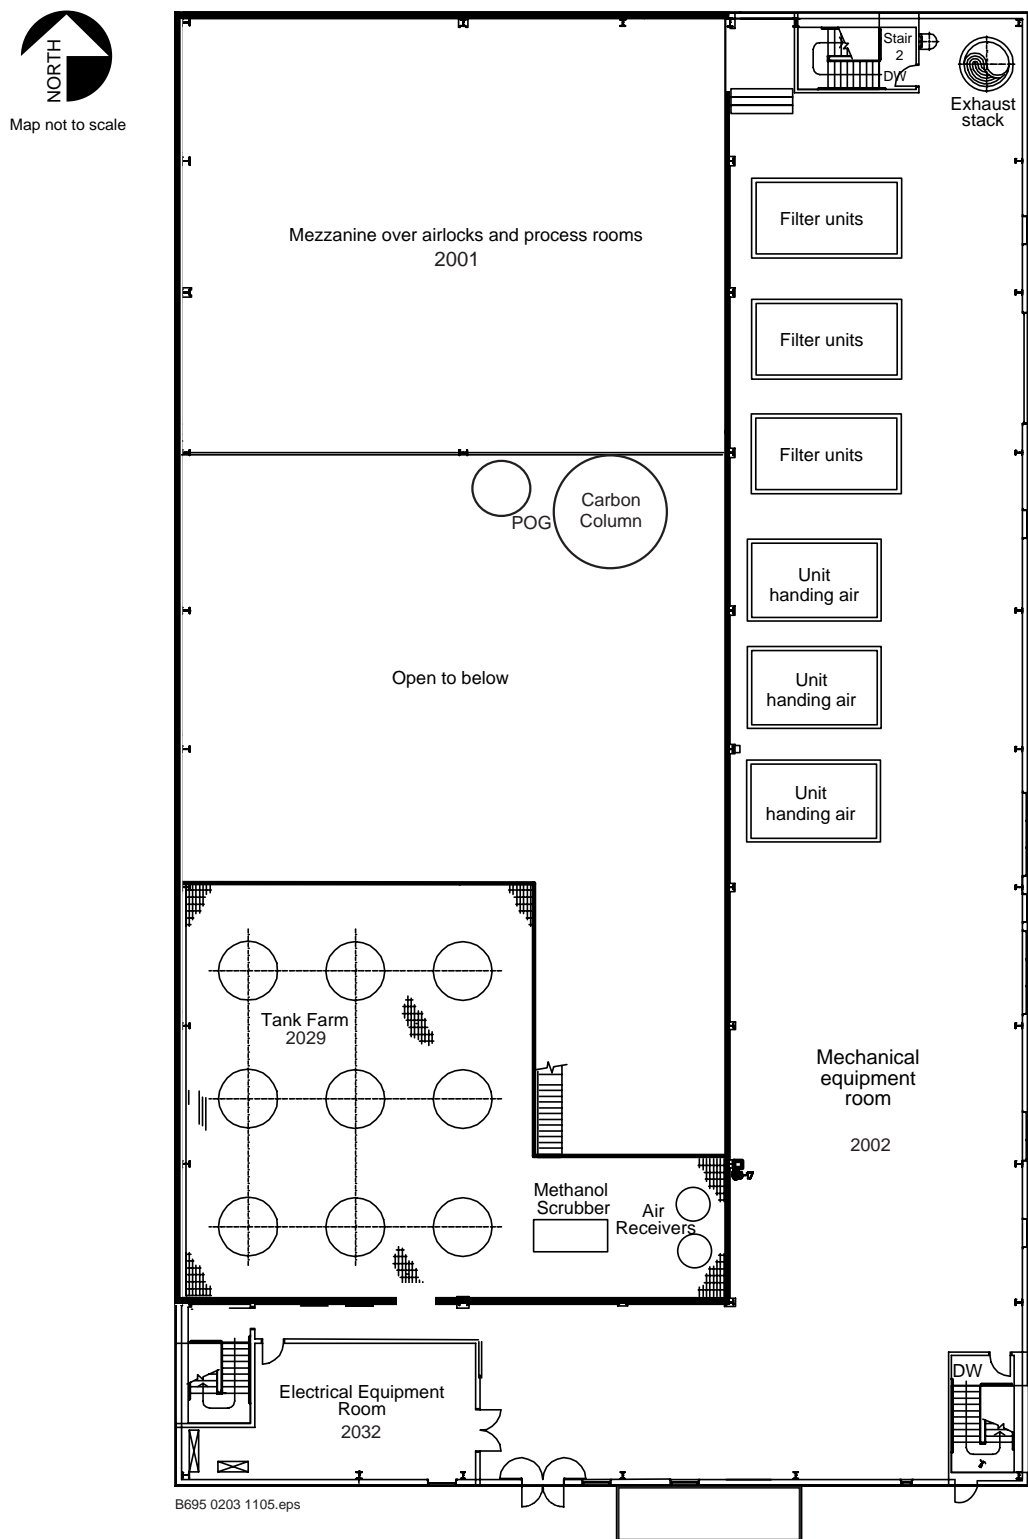 NORTH
Map not to scale
Stair
2
DW
Exhaust
stack
Mezzanine over airlocks and process rooms
2001
Filter units
Filter units
Filter units
Carbon
Column
POG
Unit
handing air
Open to below
Unit
handing air
Unit
handing air
Tank Farm
2029
Mechanical
equipment
room
2002
Methanol
Scrubber
Air
Receivers
DW
Electrical Equipment
Room
2032
B695 0203 1105.eps